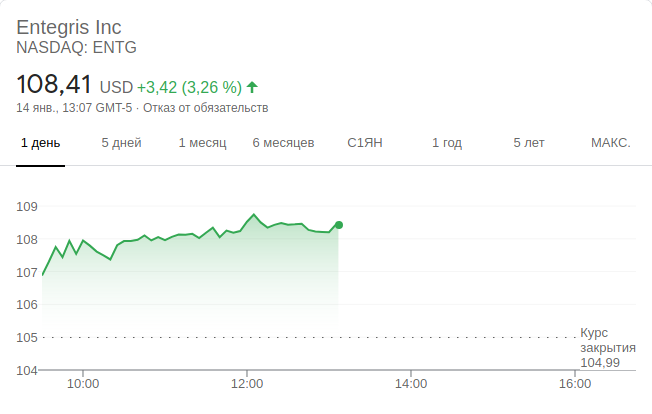 Entegris Inc
NASDAQ: ENTG
108,41 USD +3,42 (3,26 %)
14 янв., 13:07 GMT-5 · Отказ от обязательств
1 день 5 дней 1 месяц 6 месяцев С1ЯН 1 год 5 лет МАКС.
109
108
107
106
105
Курс
закрытия
104,99
104
10:00 12:00 14:00 16:00